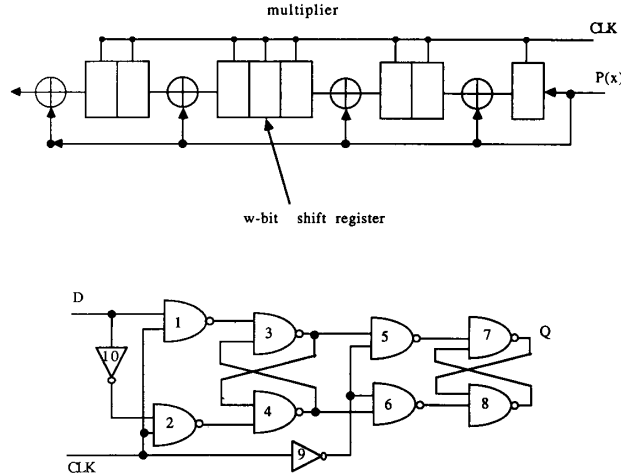 multiplier
CLK
P(x)
w-bit shift register
D
Q
1
3
5
7
10
2
4
6
8
9
CLK